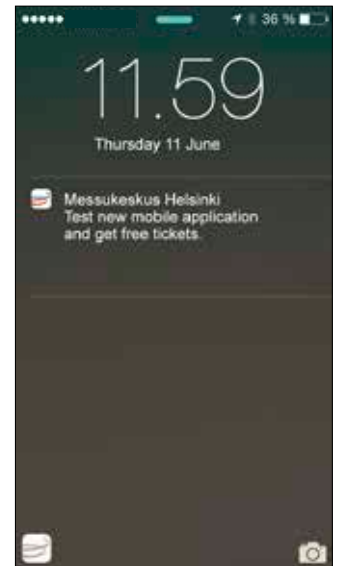 36 %
11.59
Thursday 11 June
Messukeskus Helsinki
Test new mobile application
and get free tickets.